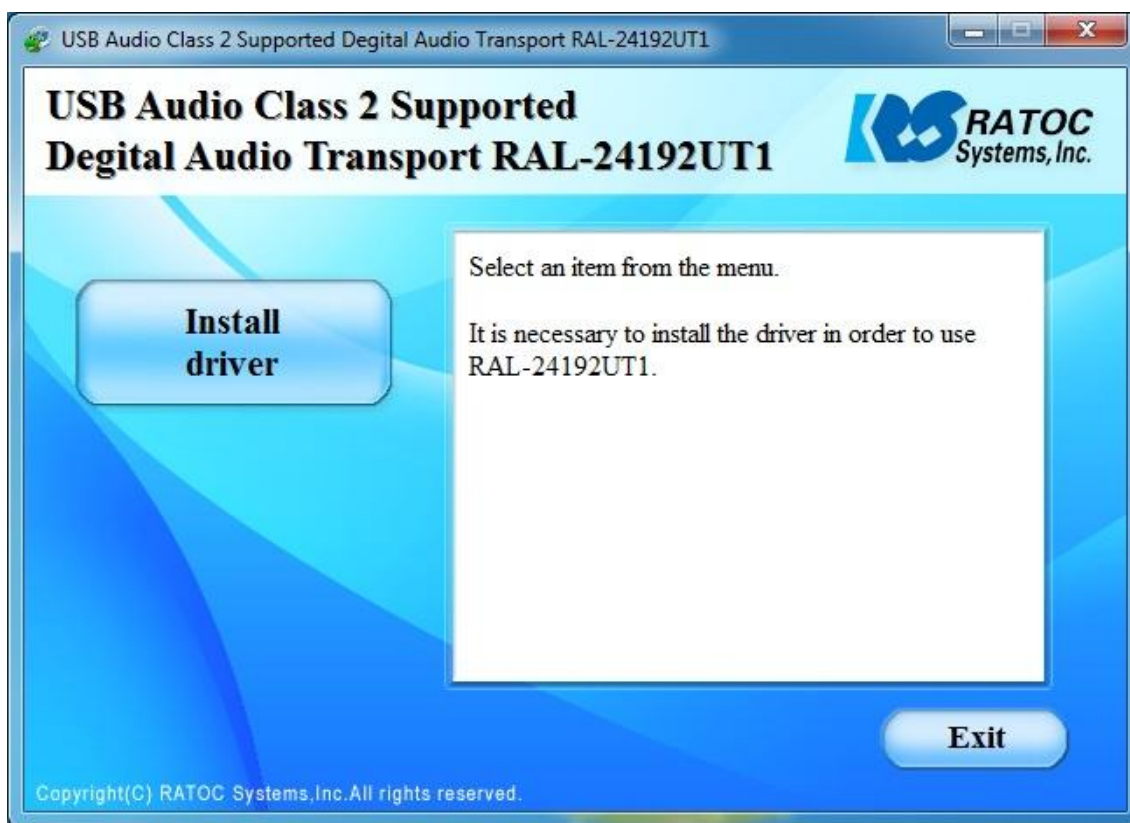 USB Audio Class 2 Supported Degital Audio Transport RAL-24192UT1
USB Audio Class 2 Supported
Degital Audio Transport RAL-24192UT1
RATOC
Systems, Inc.
Install
driver
Select an item from the menu.
It is necessary to install the driver in order to use
RAL-24192UT1.
Exit
Copyright(C) RATOC Systems,Inc.All rights reserved.